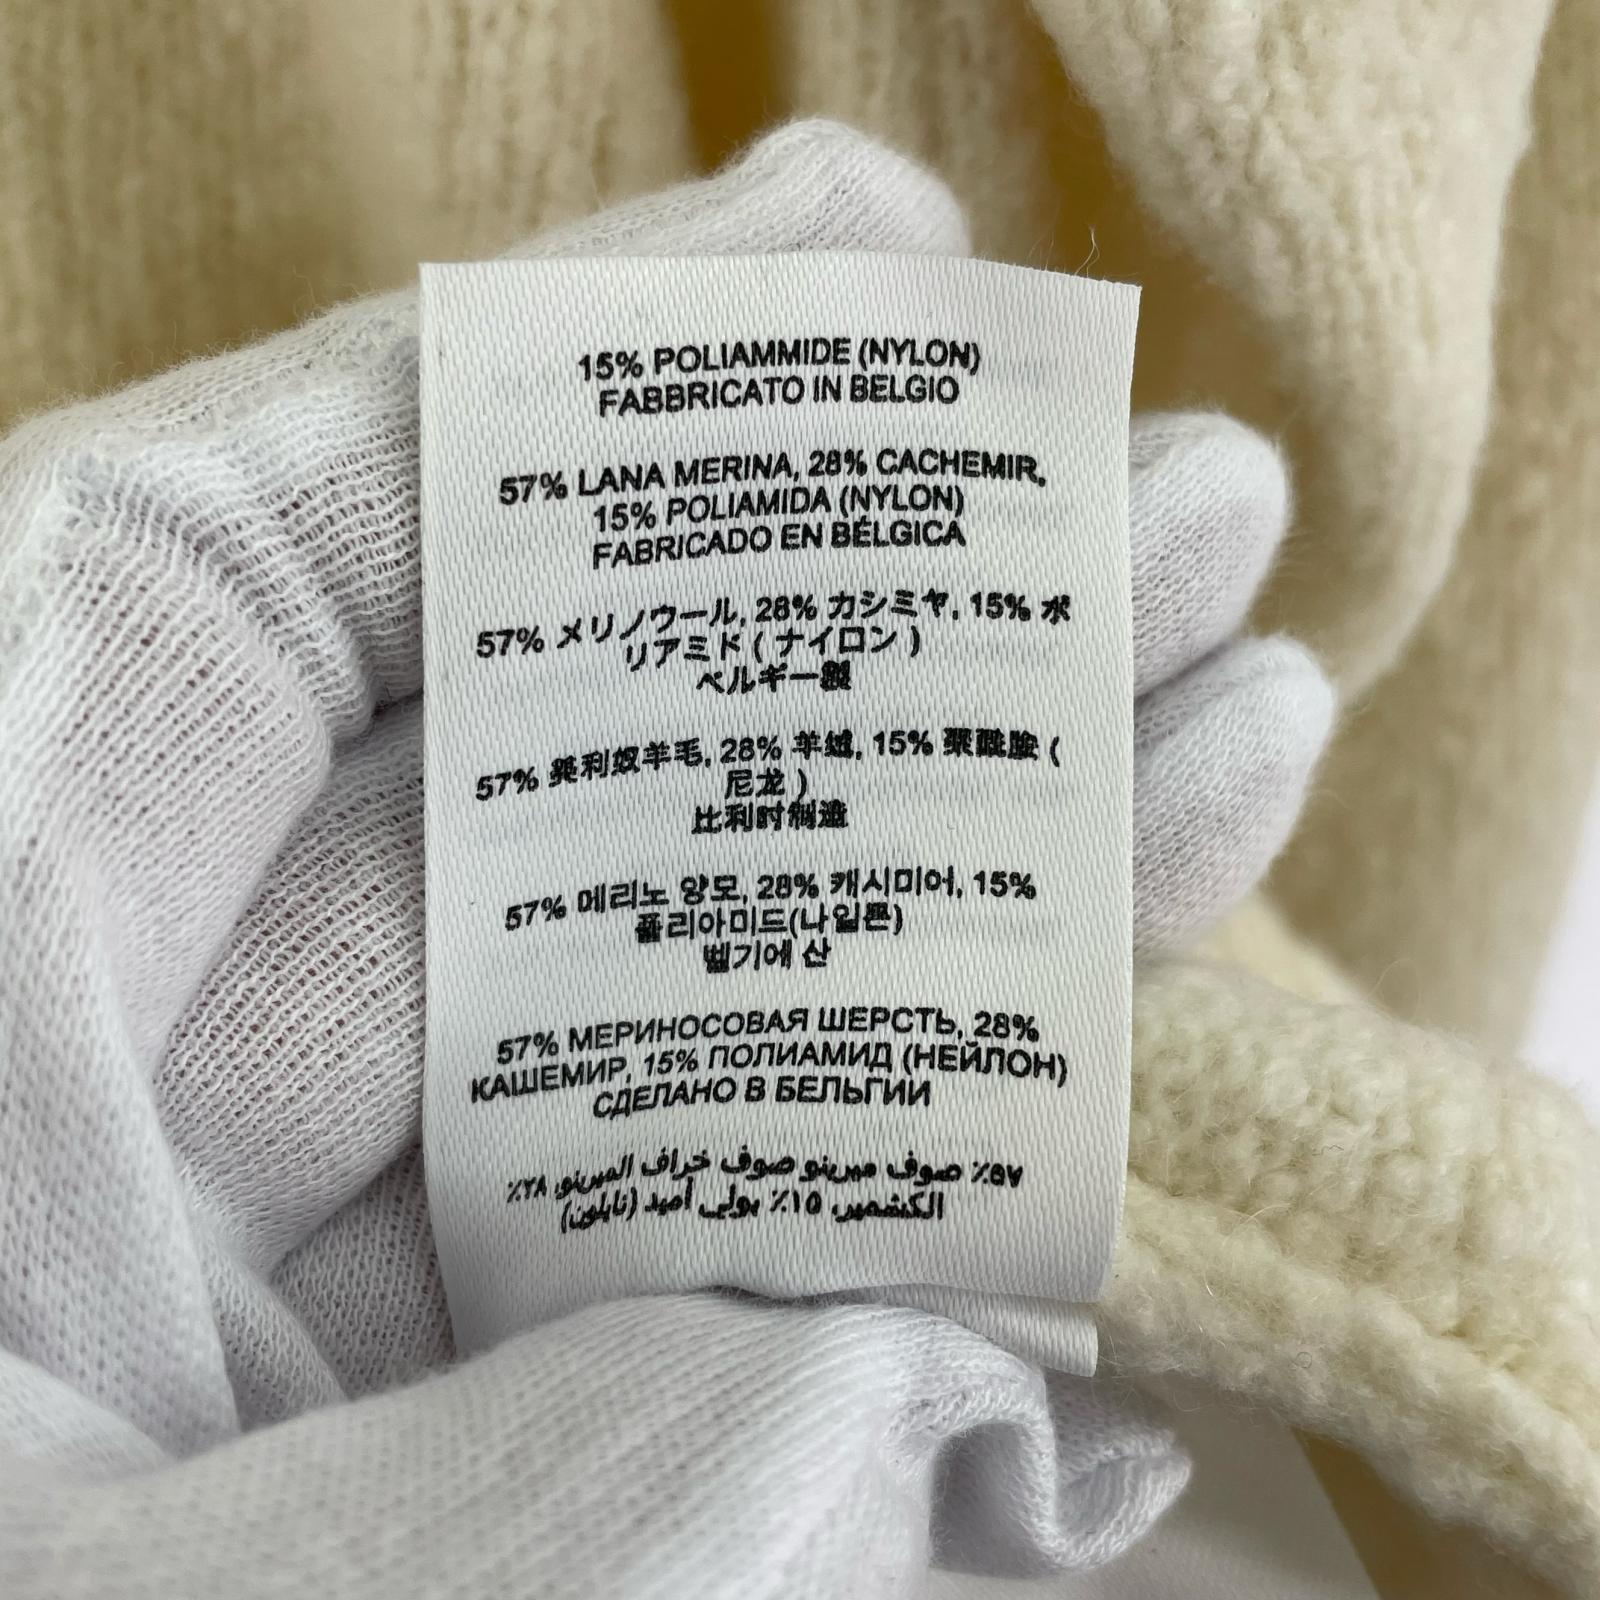 15% POLIAMMIDE (NYLON)
FABBRICATO IN BELGIO
57% LANA MERINA, 28% CACHEMIR,
15% POLIAMIDA (NYLON)
FABRICADO EN BÉLGICA
57% メリノウール, 28% カシミヤ, 15% ポ
リアミド ( ナイロン )
ベルギー製
57% 美利奴羊毛, 28% 羊绒, 15% 聚酰胺 (
尼龙 )
比利时制造
57% 메리노 양모, 28% 캐시미어, 15%
폴리아미드(나일론)
벨기에 산
57% МЕРИНОСОВАЯ ШЕРСТЬ, 28%
КАШЕМИР, 15% ПОЛИАМИД (НЕЙЛОН)
СДЕЛАНО В БЕЛЬГИИ
٥٧٪ صوف ميرينو صوف خراف الميرينو, ٢٨٪
الكشمير, ١٥٪ بولي أميد (نايلون)